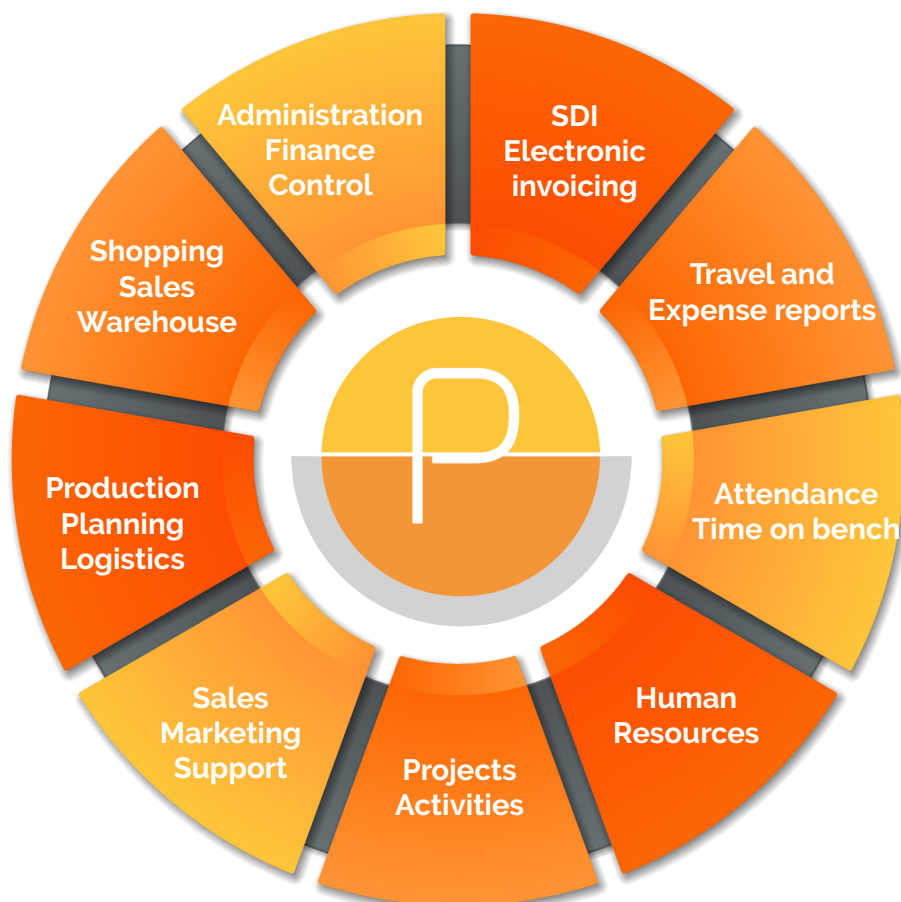 Administration
Finance
Control
SDI
Electronic
invoicing
Travel and
Expense reports
Attendance
Time on bench
Human
Resources
Projects
Activities
Sales
Marketing
Support
Production
Planning
Logistics
Shopping
Sales
Warehouse
P